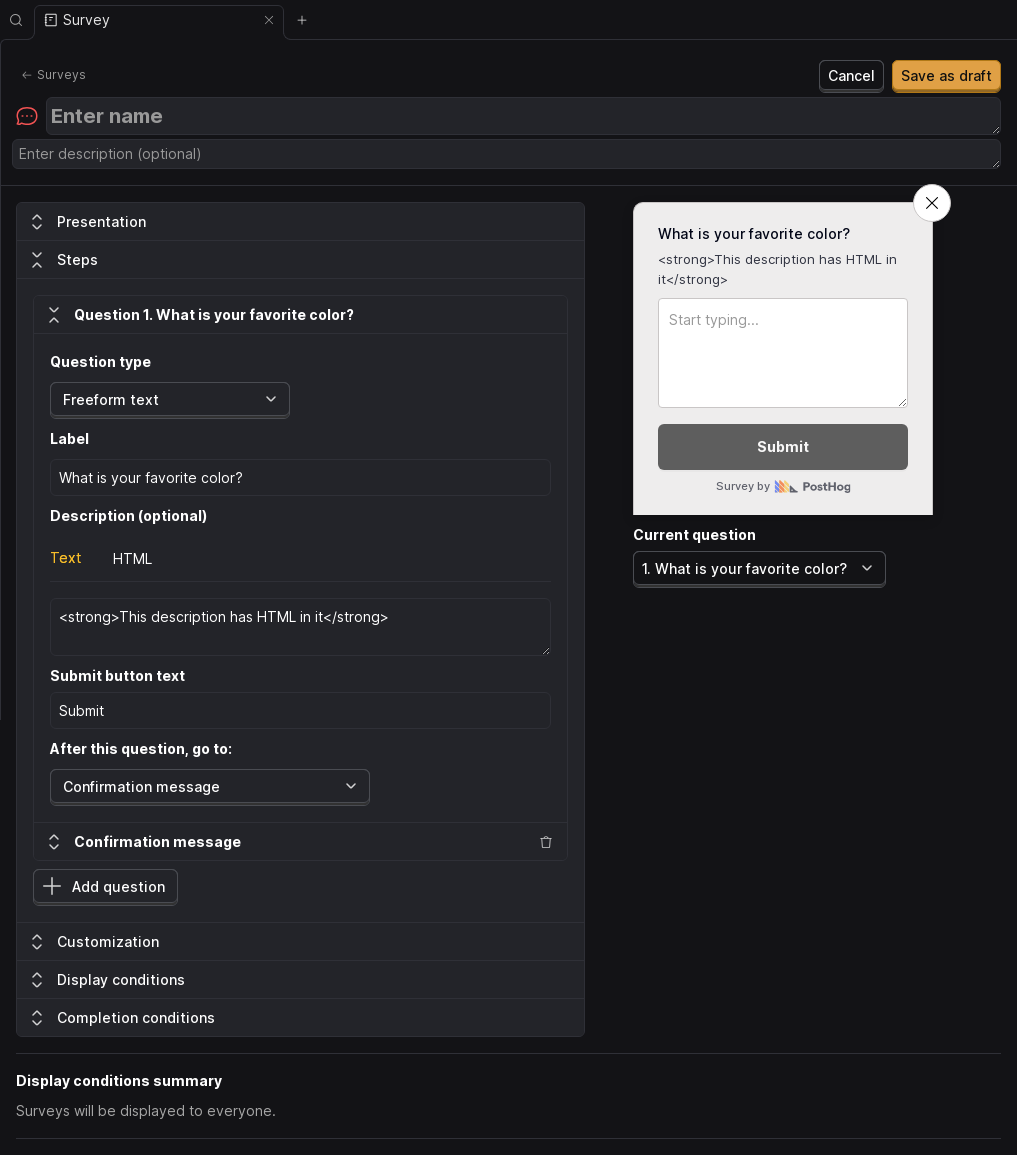 Survey
Surveys
Cancel
Save as draft
Enter name
Enter description (optional)
Presentation
Steps
Question 1. What is your favorite color?
Question type
Freeform text
Label
What is your favorite color?
Description (optional)
Text
HTML
<strong>This description has HTML in it</strong>
Submit button text
Submit
After this question, go to:
Confirmation message
Confirmation message
Add question
Customization
Display conditions
Completion conditions
What is your favorite color?
<strong>This description has HTML in
it</strong>
Start typing...
Submit
Survey by PostHog
Current question
1. What is your favorite color?
Display conditions summary
Surveys will be displayed to everyone.